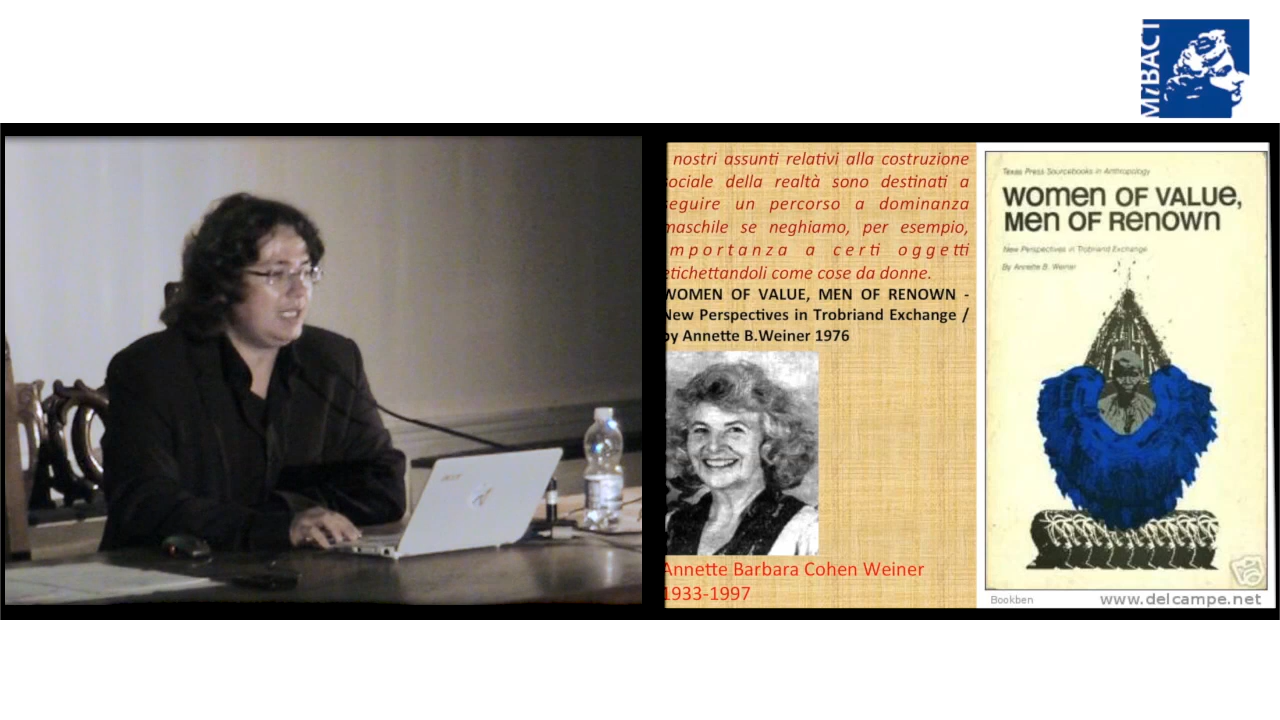 MiBACT
nostri assunti relativi alla costruzione
sociale della realtà sono destinati a
seguire un percorso a dominanza
maschile se neghiamo, per esempio,
mportanza a certi oggetti
etichettandoli come cose da donne.
WOMEN OF VALUE, MEN OF RENOWN -
New Perspectives in Trobriand Exchange /
by Annette B.Weiner 1976
Annette Barbara Cohen Weiner
1933-1997
Texas Press Sourcebooks in Anthropology
WOMEN OF VALUE,
MEN OF RENOWN
New Perspectives in Trobriand Exchange
By Annette B. Weiner
Bookben
www.delcampe.net
acer